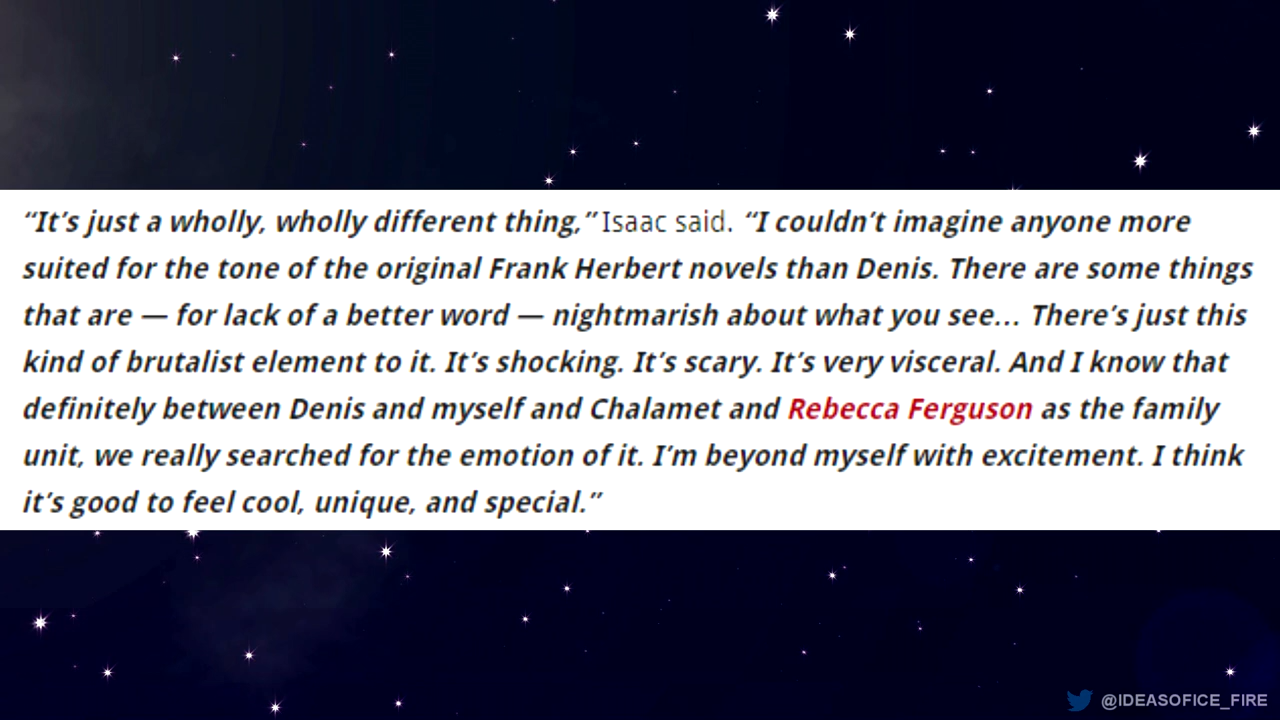 “It’s just a wholly, wholly different thing,” Isaac said. “I couldn’t imagine anyone more
suited for the tone of the original Frank Herbert novels than Denis. There are some things
that are — for lack of a better word — nightmarish about what you see… There’s just this
kind of brutalist element to it. It’s shocking. It’s scary. It’s very visceral. And I know that
definitely between Denis and myself and Chalamet and Rebecca Ferguson as the family
unit, we really searched for the emotion of it. I’m beyond myself with excitement. I think
it’s good to feel cool, unique, and special.”
@IDEASOFICE_FIRE